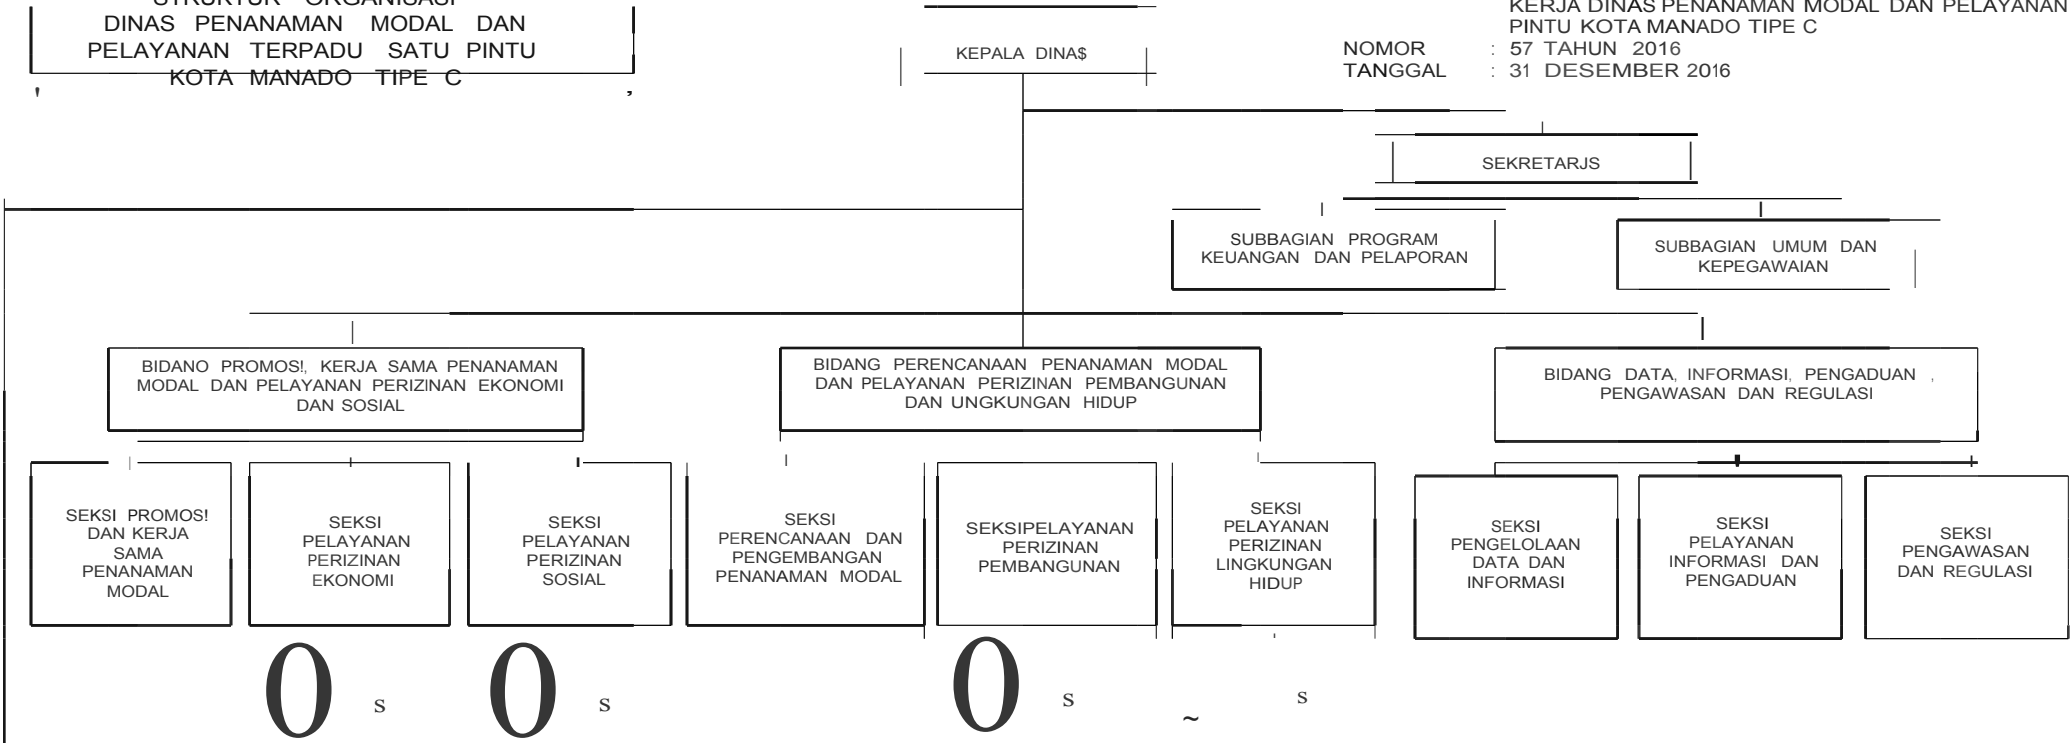 STRUKTUR ORGANISASI
DINAS PENANAMAN MODAL DAN
PELAYANAN TERPADU SATU PINTU
KOTA MANADO TIPE C
KEPALA DINA$
KERJA DINAS PENANAMAN MODAL DAN PELAYANAN
PINTU KOTA MANADO TIPE C
NOMOR : 57 TAHUN 2016
TANGGAL : 31 DESEMBER 2016
SEKRETARJS
SUBBAGIAN PROGRAM
KEUANGAN DAN PELAPORAN
SUBBAGIAN UMUM DAN
KEPEGAWAIAN
BIDANO PROMOS!, KERJA SAMA PENANAMAN
MODAL DAN PELAYANAN PERIZINAN EKONOMI
DAN SOSIAL
BIDANG PERENCANAAN PENANAMAN MODAL
DAN PELAYANAN PERIZINAN PEMBANGUNAN
DAN UNGKUNGAN HIDUP
BIDANG DATA, INFORMASI, PENGADUAN ,
PENGAWASAN DAN REGULASI
SEKSI PROMOS!
DAN KERJA
SAMA
PENANAMAN
MODAL
SEKSI
PELAYANAN
PERIZINAN
EKONOMI
SEKSI
PELAYANAN
PERIZINAN
SOSIAL
SEKSI
PERENCANAAN DAN
PENGEMBANGAN
PENANAMAN MODAL
SEKSIPELAYANAN
PERIZINAN
PEMBANGUNAN
SEKSI
PELAYANAN
PERIZINAN
LINGKUNGAN
HIDUP
SEKSI
PENGELOLAAN
DATA DAN
INFORMASI
SEKSI
PELAYANAN
INFORMASI DAN
PENGADUAN
SEKSI
PENGAWASAN
DAN REGULASI
0 s 0 s 0 s ~ s